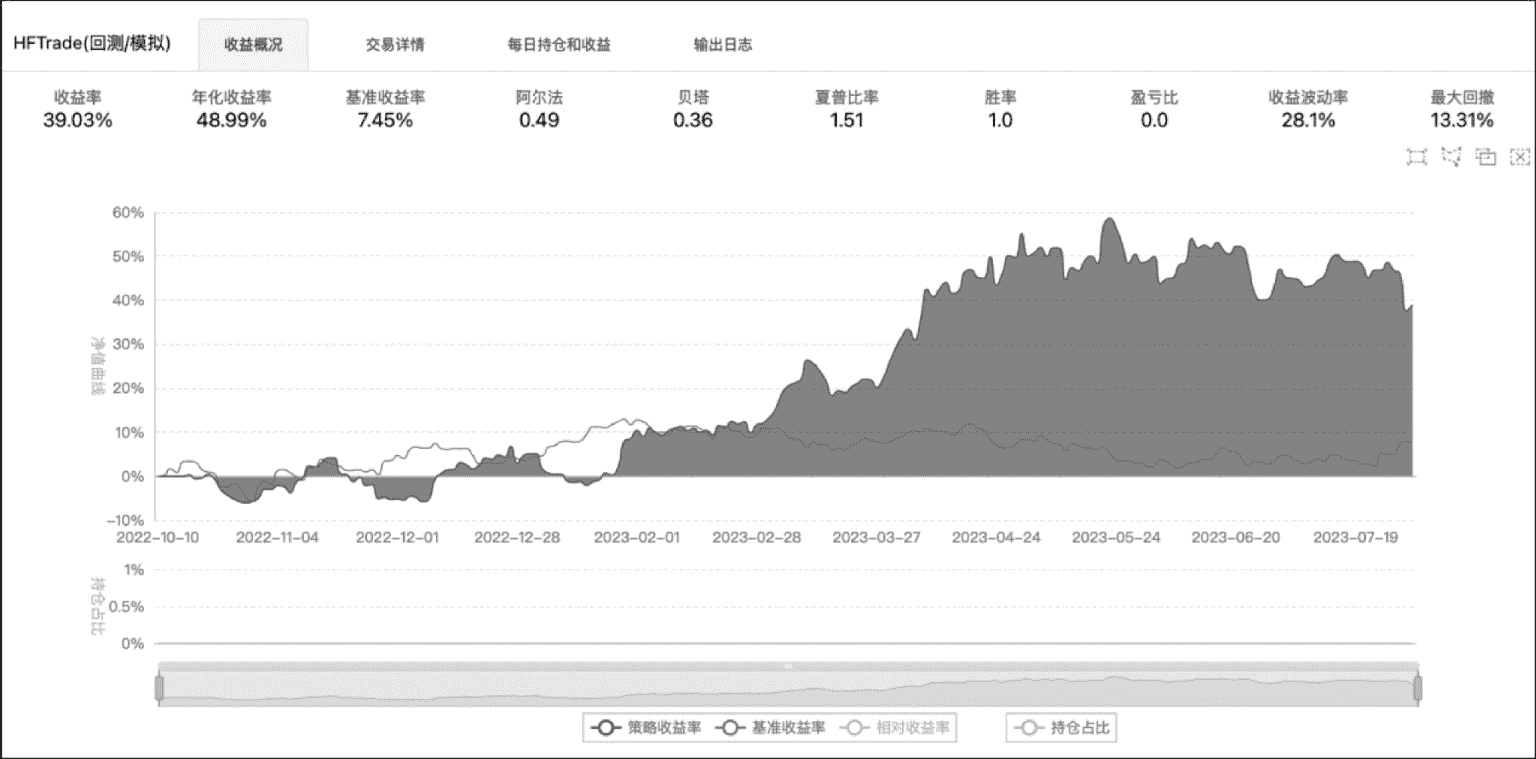 HFTrade(回测/模拟) 收益概况 交易详情 每日持仓和收益 输出日志
收益率 年化收益率 基准收益率 阿尔法 贝塔 夏普比率 胜率 盈亏比 收益波动率 最大回撤
39.03% 48.99% 7.45% 0.49 0.36 1.51 1.0 0.0 28.1% 13.31%
60%
50%
40%
30%
20%
10%
0%
-10%
净值曲线
2022-10-10 2022-11-04 2022-12-01 2022-12-28 2023-02-01 2023-02-28 2023-03-27 2023-04-24 2023-05-24 2023-06-20 2023-07-19
1%
0.5%
0%
持仓占比
策略收益率 基准收益率 相对收益率 持仓占比